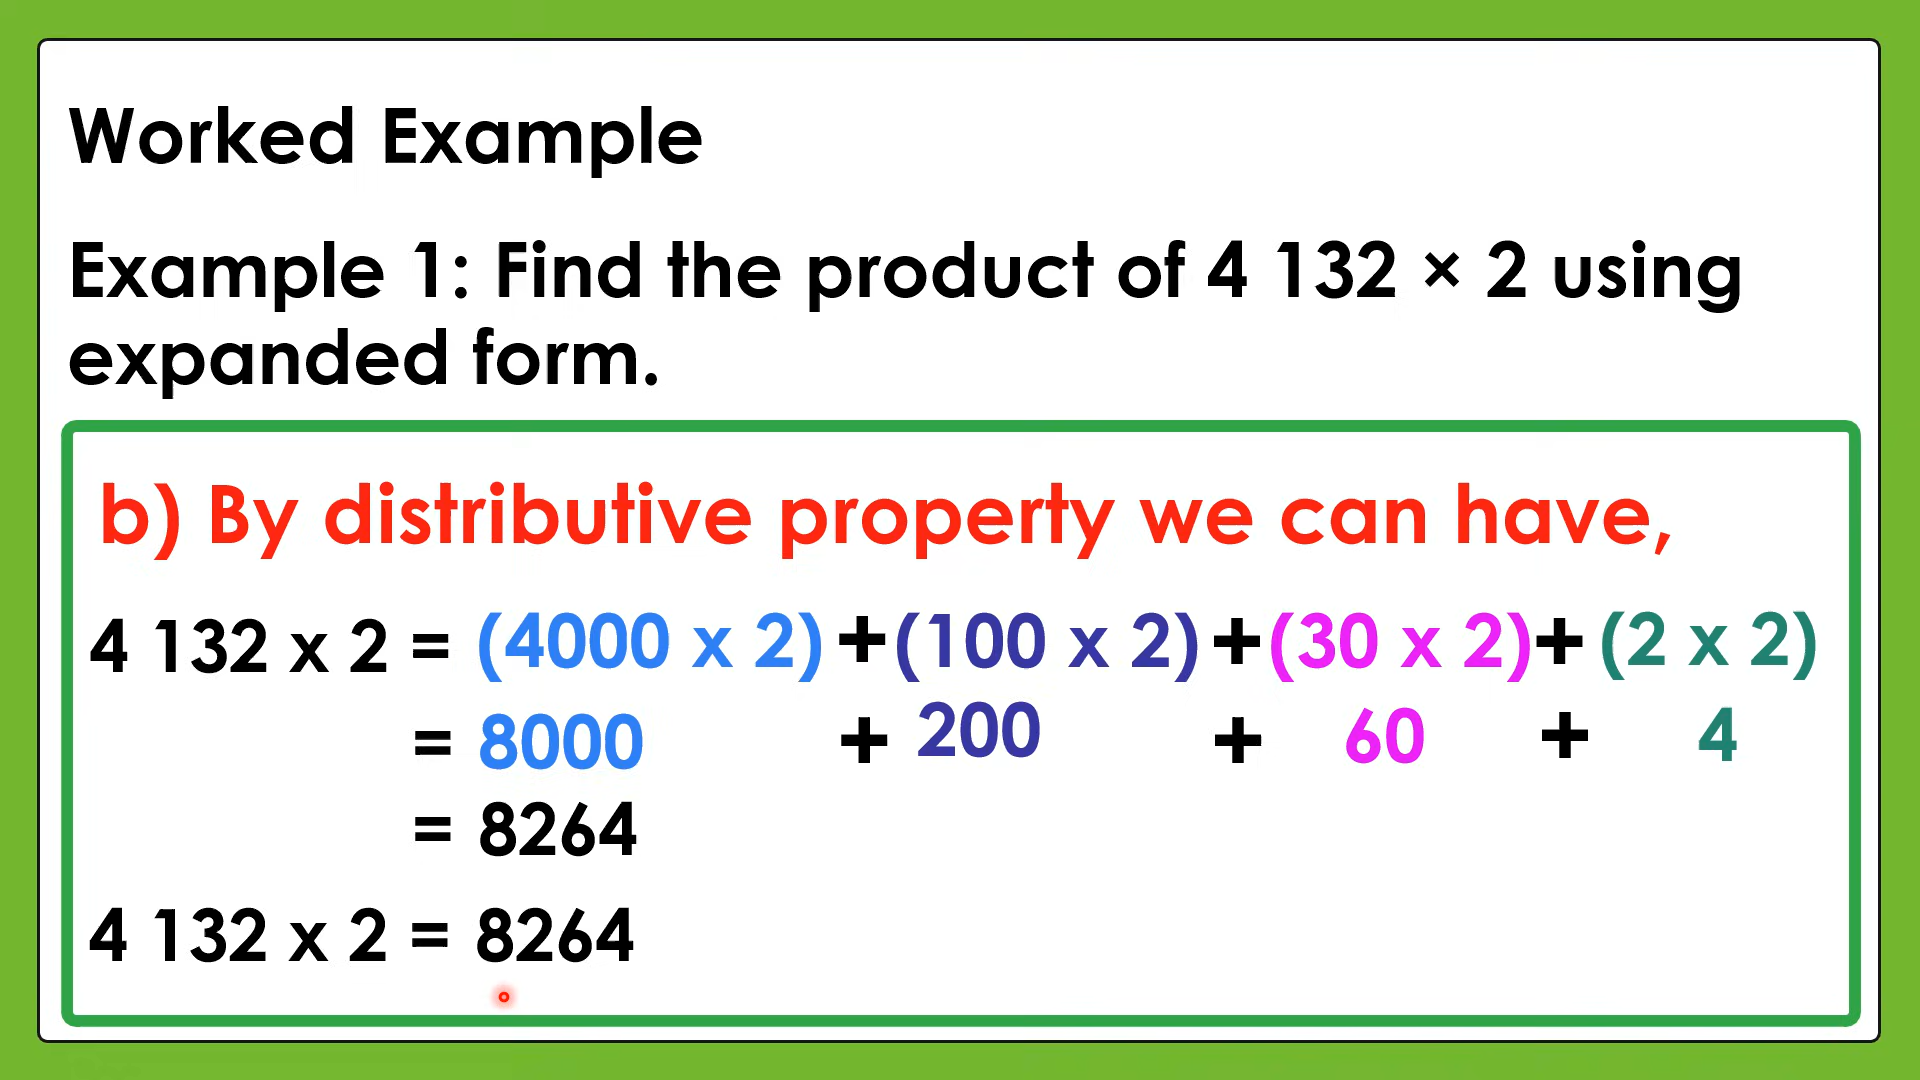 Worked Example
Example 1: Find the product of 4 132 × 2 using
expanded form.
b) By distributive property we can have,
4 132 x 2 = (4000 x 2) + (100 x 2) + (30 x 2) + (2 x 2)
= 8000 + 200 + 60 + 4
= 8264
4 132 x 2 = 8264